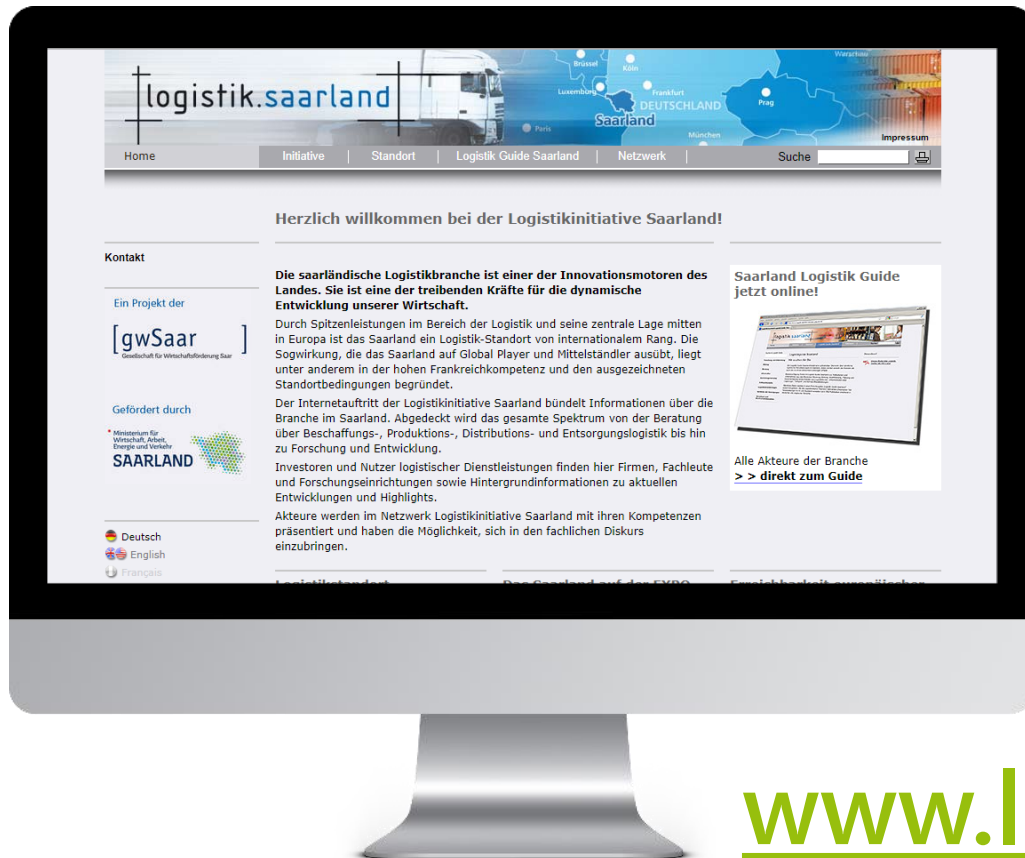 logistik.saarland
Brüssel
Köln
Warschau
Luxemburg
Frankfurt
DEUTSCHLAND
Prag
Saarland
Paris
München
Impressum
Home
Initiative | Standort | Logistik Guide Saarland | Netzwerk |
Suche
Herzlich willkommen bei der Logistikinitiative Saarland!
Kontakt
Ein Projekt der
[gwSaar]
Gesellschaft für Wirtschaftsförderung Saar
Gefördert durch
Ministerium für
Wirtschaft, Arbeit,
Energie und Verkehr
SAARLAND
Deutsch
English
Français
Die saarländische Logistikbranche ist einer der Innovationsmotoren des
Landes. Sie ist eine der treibenden Kräfte für die dynamische
Entwicklung unserer Wirtschaft.
Durch Spitzenleistungen im Bereich der Logistik und seine zentrale Lage mitten
in Europa ist das Saarland ein Logistik-Standort von internationalem Rang. Die
Sogwirkung, die das Saarland auf Global Player und Mittelständler ausübt, liegt
unter anderem in der hohen Frankreichkompetenz und den ausgezeichneten
Standortbedingungen begründet.
Der Internetauftritt der Logistikinitiative Saarland bündelt Informationen über die
Branche im Saarland. Abgedeckt wird das gesamte Spektrum von der Beratung
über Beschaffungs-, Produktions-, Distributions- und Entsorgungslogistik bis hin
zu Forschung und Entwicklung.
Investoren und Nutzer logistischer Dienstleistungen finden hier Firmen, Fachleute
und Forschungseinrichtungen sowie Hintergrundinformationen zu aktuellen
Entwicklungen und Highlights.
Akteure werden im Netzwerk Logistikinitiative Saarland mit ihren Kompetenzen
präsentiert und haben die Möglichkeit, sich in den fachlichen Diskurs
einzubringen.
Saarland Logistik Guide
jetzt online!
Alle Akteure der Branche
> > direkt zum Guide
Logistikstandort
Das Saarland auf der EXPO
Erreichbarkeit europäischer
www.l